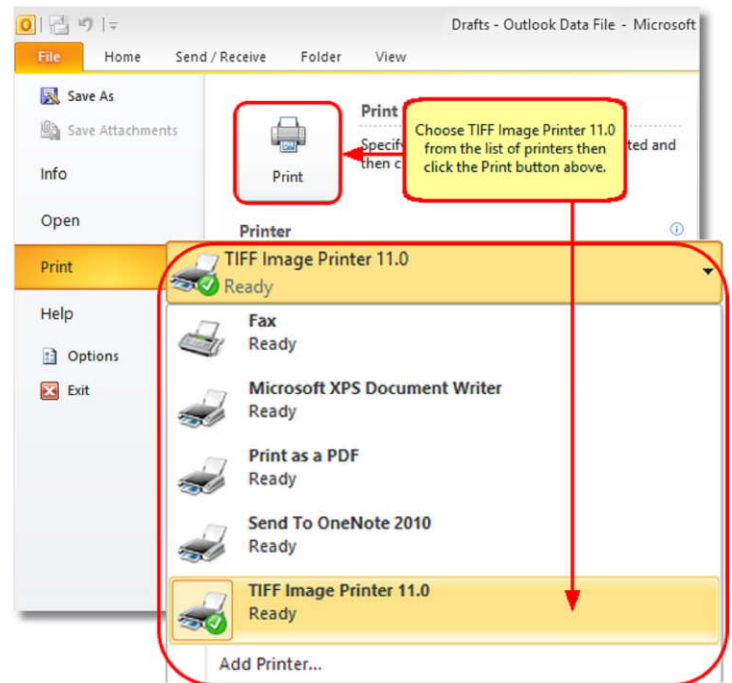 Drafts - Outlook Data File - Microsoft
File Home Send / Receive Folder View
Save As
Save Attachments
Info
Open
Print
Help
Options
Exit
Print
Print
Specif
ted and
then c
Choose TIFF Image Printer 11.0
from the list of printers then
click the Print button above.
Printer
TIFF Image Printer 11.0
Ready
Fax
Ready
Microsoft XPS Document Writer
Ready
Print as a PDF
Ready
Send To OneNote 2010
Ready
TIFF Image Printer 11.0
Ready
Add Printer...